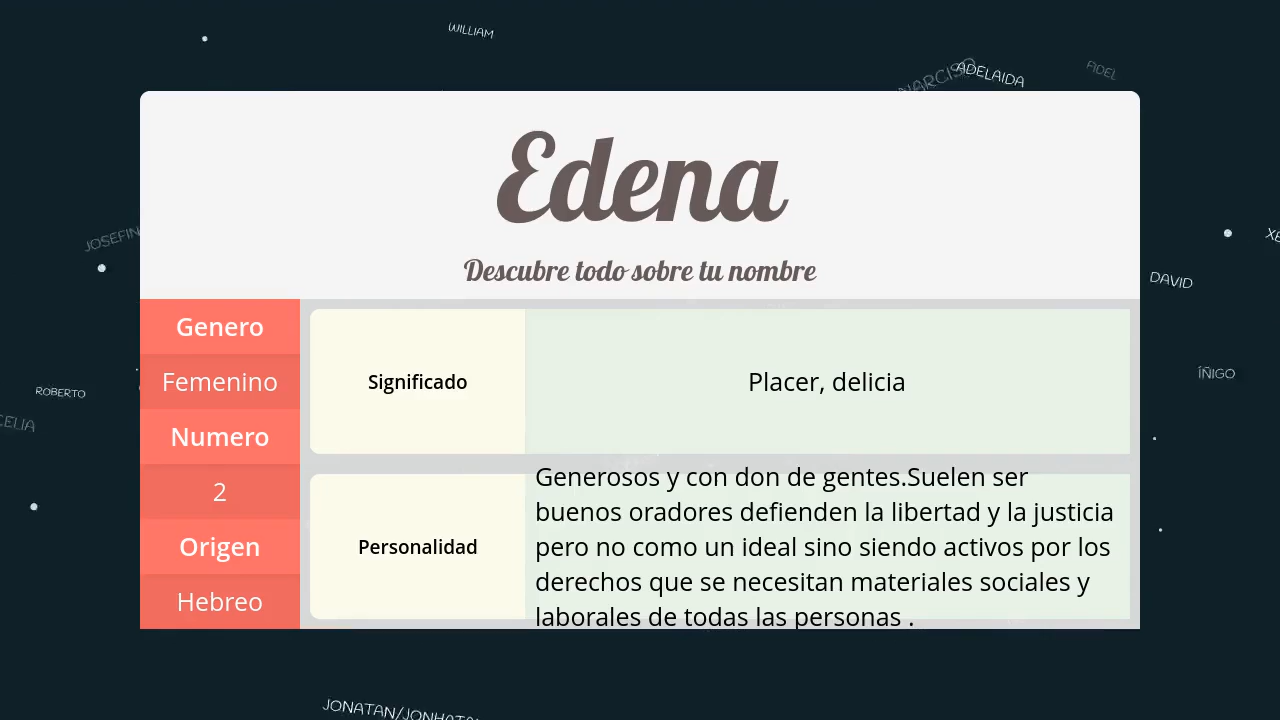 WILLIAM
NARCISO
ADELAIDA
FIDEL
Edena
JOSEFIN
Descubre todo sobre tu nombre
DAVID
Genero
Femenino
Numero
2
Origen
Hebreo
Significado
Placer, delicia
ROBERTO
ÍÑIGO
Personalidad
Generosos y con don de gentes.Suelen ser
buenos oradores defienden la libertad y la justicia
pero no como un ideal sino siendo activos por los
derechos que se necesitan materiales sociales y
laborales de todas las personas .
JONATAN/JONHATA